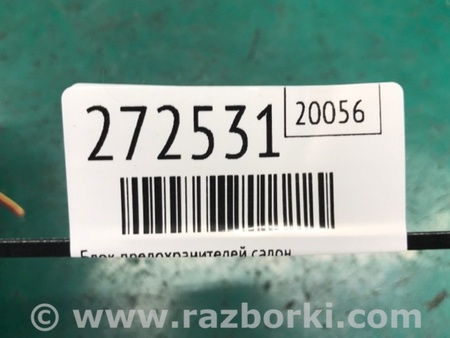 272531
20056
Блок предохранителей салон
© www.razborki.com